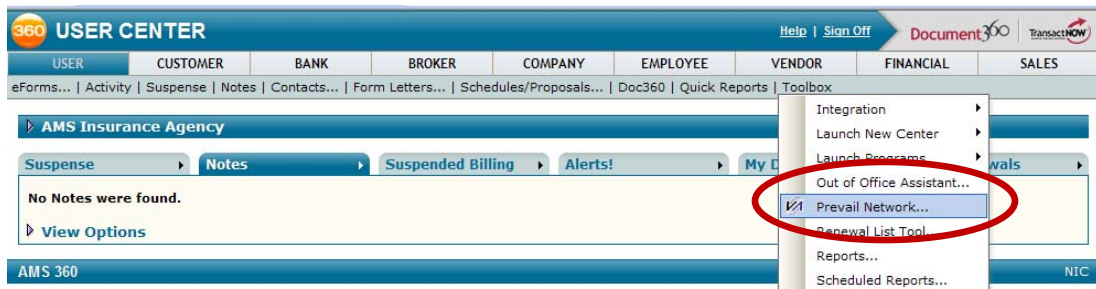 360 USER CENTER Help | Sign Off Document360 TransactNOW
USER CUSTOMER BANK BROKER COMPANY EMPLOYEE VENDOR FINANCIAL SALES
eForms... | Activity | Suspense | Notes | Contacts... | Form Letters... | Schedules/Proposals... | Doc360 | Quick Reports | Toolbox
AMS Insurance Agency
Suspense Notes Suspended Billing Alerts! My D wals
No Notes were found.
View Options
Integration
Launch New Center
Launch Programs
Out of Office Assistant...
Prevail Network...
Renewal List Tool...
Reports...
Scheduled Reports...
AMS 360 NIC